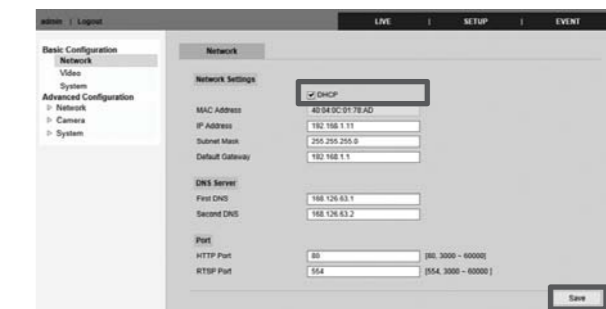 admin | Logout
LIVE | SETUP | EVENT
Basic Configuration
Network
Video
System
Advanced Configuration
Network
Camera
System
Network
Network Settings
DHCP
MAC Address 40:04:0C:01:78:AD
IP Address 192.168.1.11
Subnet Mask 255.255.255.0
Default Gateway 192.168.1.1
DNS Server
First DNS 168.126.63.1
Second DNS 168.126.63.2
Port
HTTP Port 80 [80, 3000 ~ 60000]
RTSP Port 554 [554, 3000 ~ 60000 ]
Save